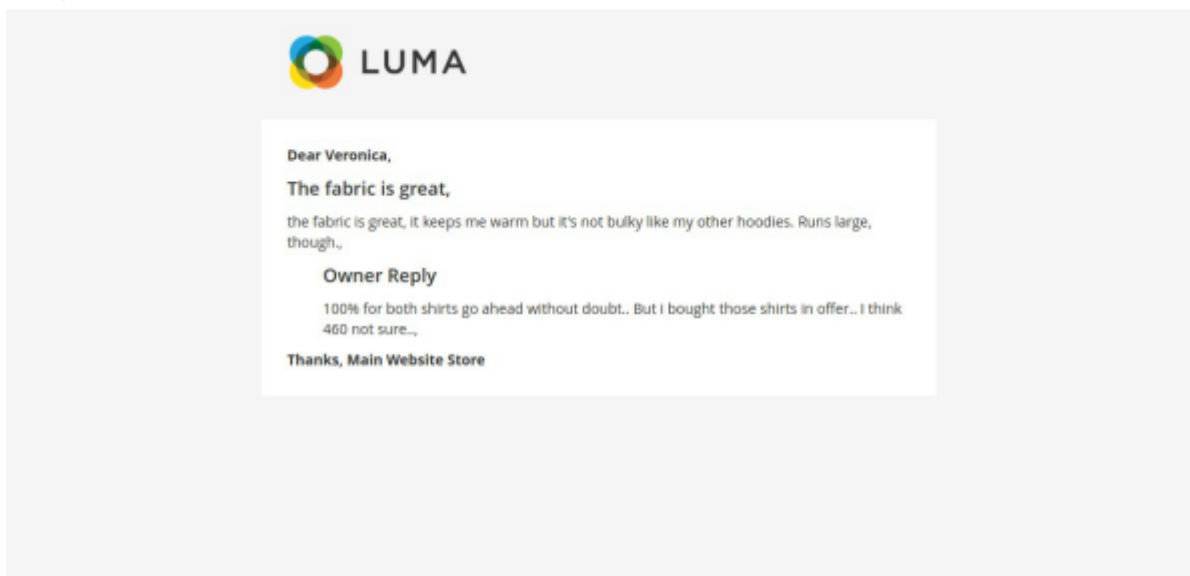 LUMA
Dear Veronica,
The fabric is great,
the fabric is great, it keeps me warm but it's not bulky like my other hoodies. Runs large,
though.,
Owner Reply
100% for both shirts go ahead without doubt.. But i bought those shirts in offer.. I think
460 not sure..,
Thanks, Main Website Store